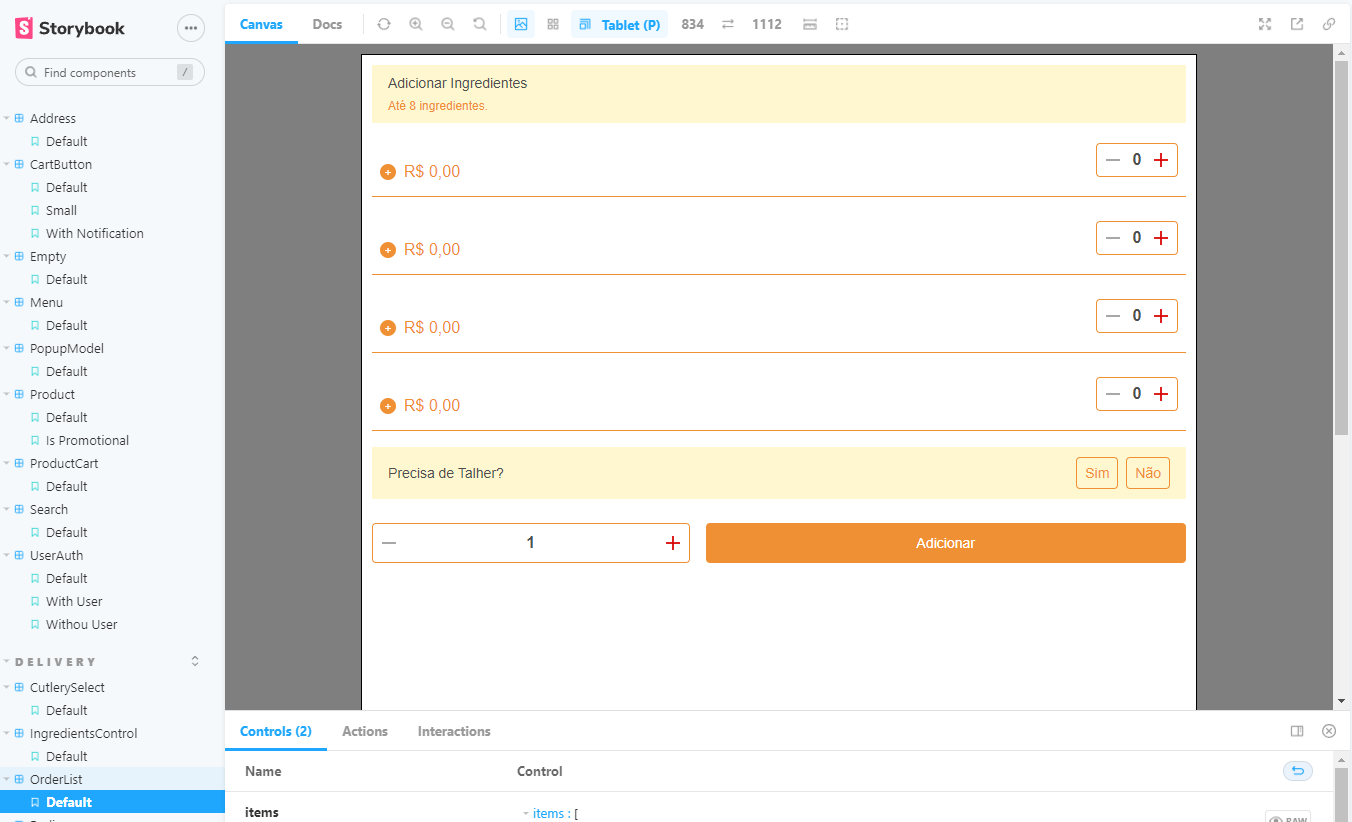 Storybook
Find components /
Address
Default
CartButton
Default
Small
With Notification
Empty
Default
Menu
Default
PopupModel
Default
Product
Default
Is Promotional
ProductCart
Default
Search
Default
UserAuth
Default
With User
Withou User
DELIVERY
CutlerySelect
Default
IngredientsControl
Default
OrderList
Default
Canvas Docs Tablet (P) 834 1112
Adicionar Ingredientes
Até 8 ingredientes.
R$ 0,00 0
R$ 0,00 0
R$ 0,00 0
R$ 0,00 0
Precisa de Talher? Sim Não
1 Adicionar
Controls (2) Actions Interactions
Name Control
items items : [ RAW